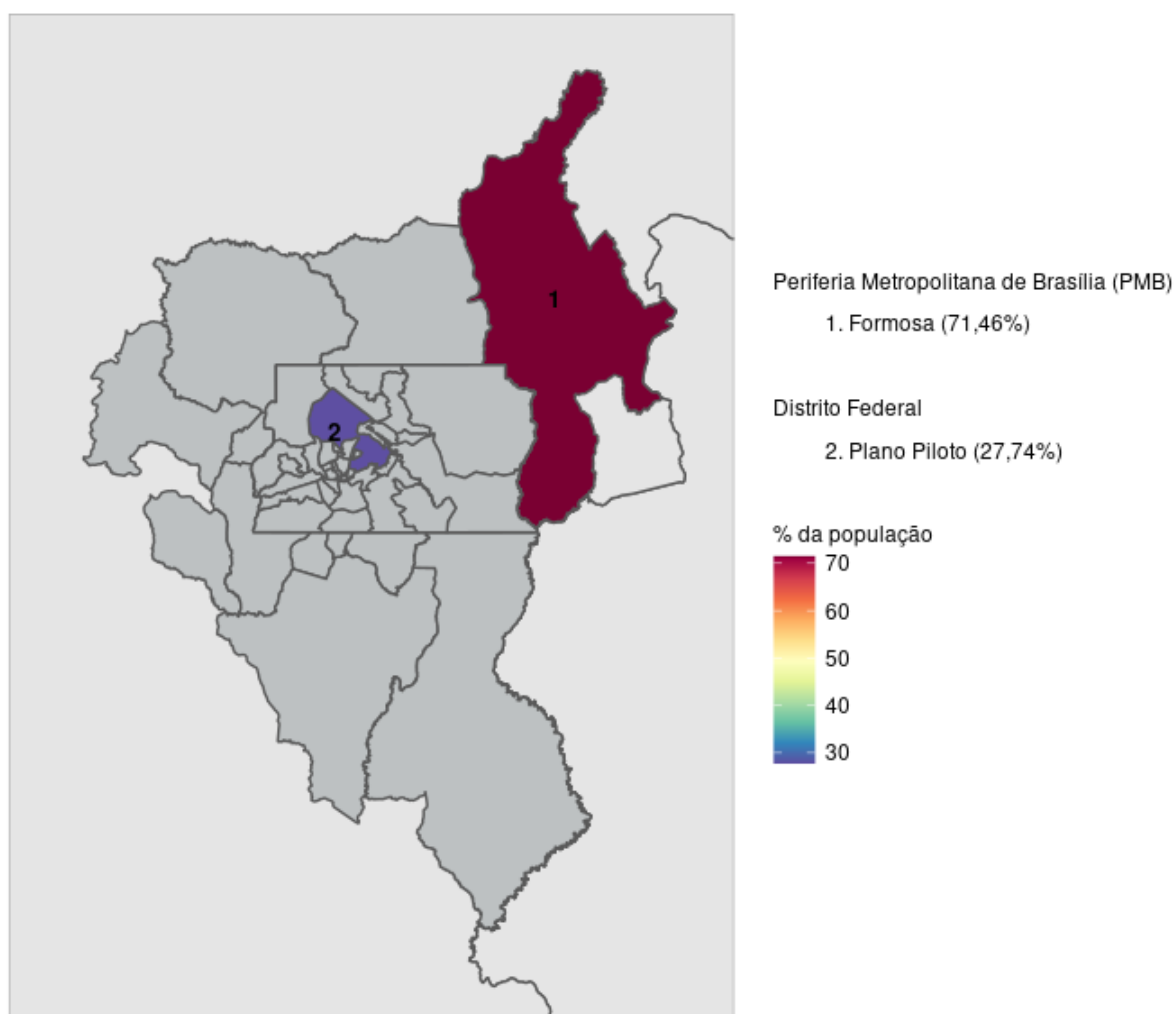 1
2
Periferia Metropolitana de Brasília (PMB)
1. Formosa (71,46%)
Distrito Federal
2. Plano Piloto (27,74%)
% da população
70
60
50
40
30